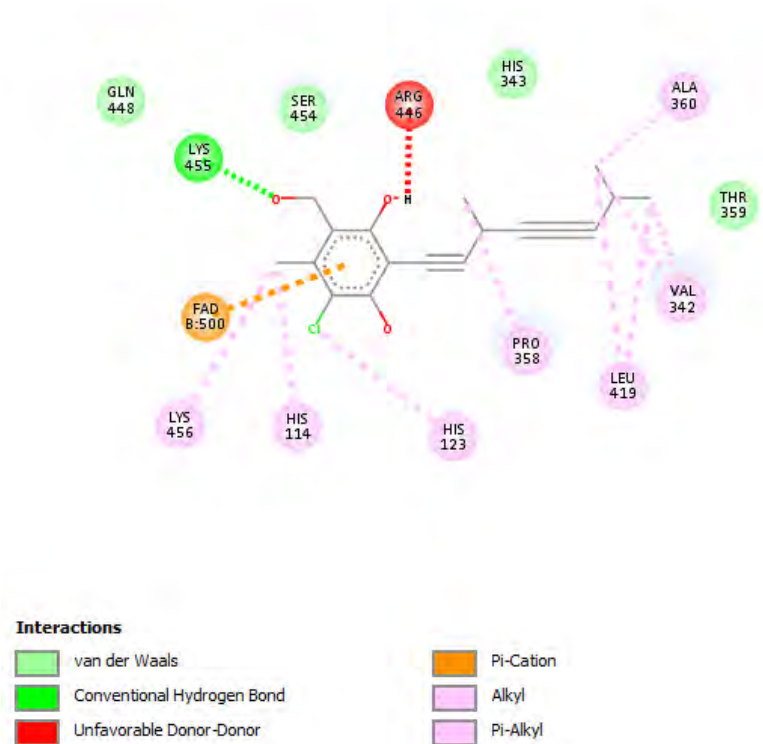 HIS
343
GLN
448
SER
454
ARG
446
ALA
360
LYS
455
THR
359
O
O
H
FAD
B:500
Cl
O
VAL
342
PRO
358
LEU
419
LYS
456
HIS
114
HIS
123
Interactions
van der Waals
Conventional Hydrogen Bond
Unfavorable Donor-Donor
Pi-Cation
Alkyl
Pi-Alkyl